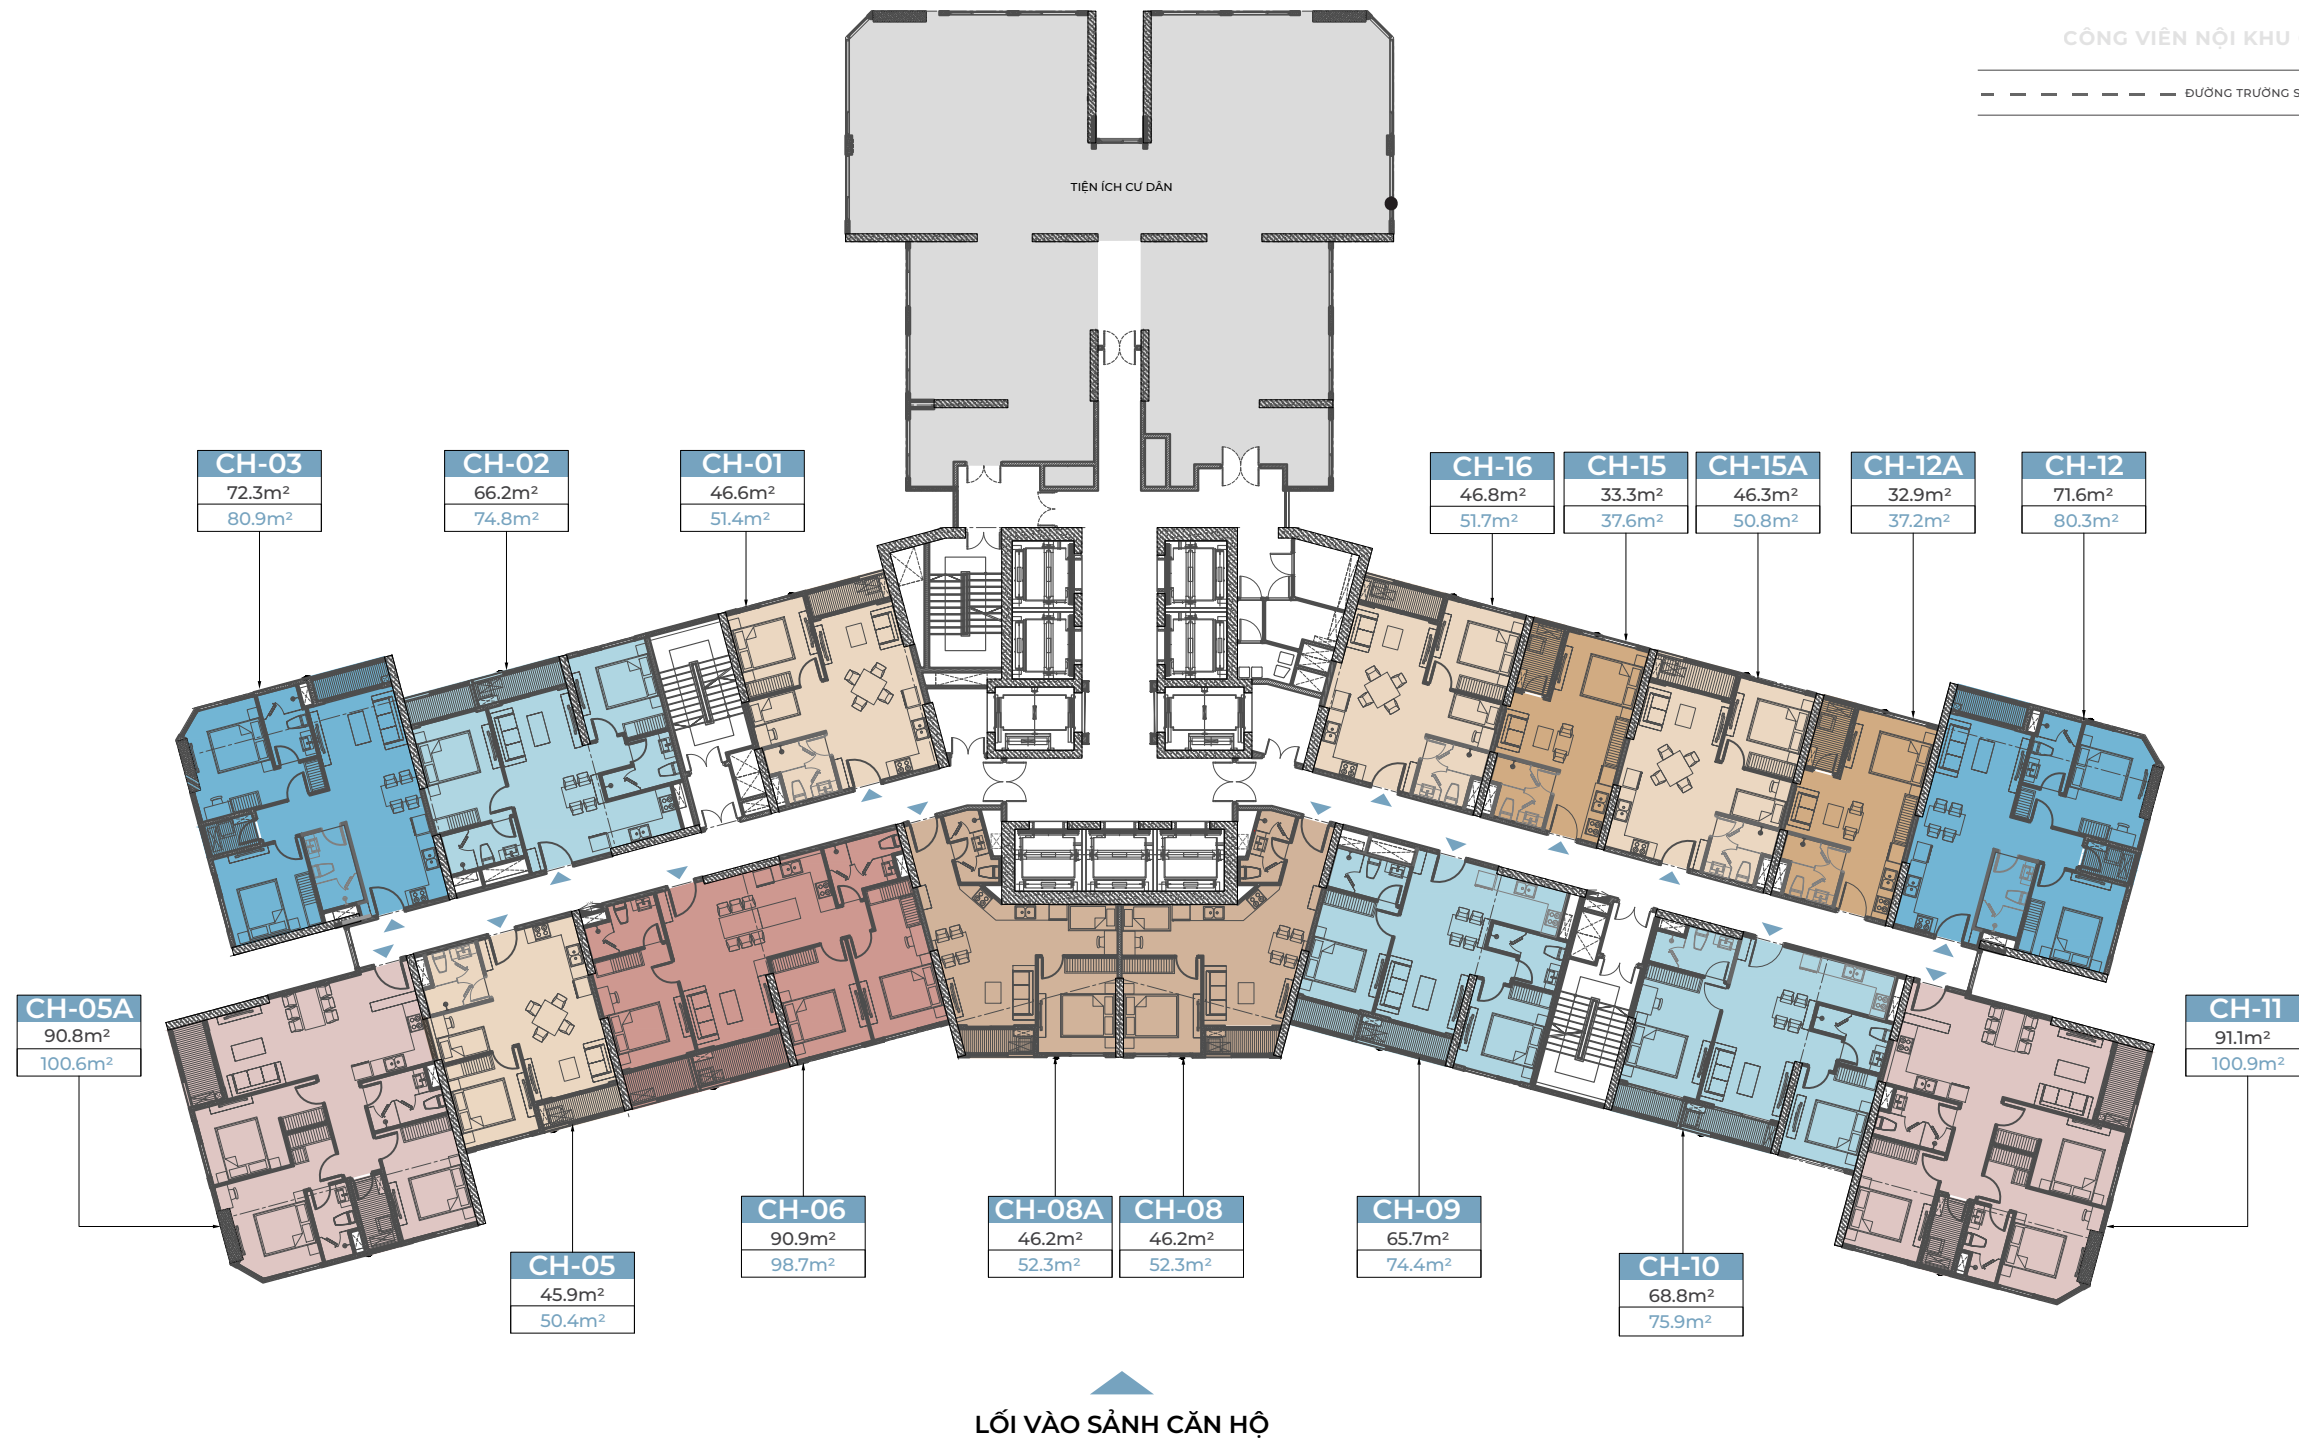 CÔNG VIÊN NỘI KHU
ĐƯỜNG TRƯỜNG S
TIỆN ÍCH CƯ DÂN
CH-03
72.3m²
80.9m²
CH-02
66.2m²
74.8m²
CH-01
46.6m²
51.4m²
CH-16
46.8m²
51.7m²
CH-15
33.3m²
37.6m²
CH-15A
46.3m²
50.8m²
CH-12A
32.9m²
37.2m²
CH-12
71.6m²
80.3m²
CH-05A
90.8m²
100.6m²
CH-11
91.1m²
100.9m²
CH-05
45.9m²
50.4m²
CH-06
90.9m²
98.7m²
CH-08A
46.2m²
52.3m²
CH-08
46.2m²
52.3m²
CH-09
65.7m²
74.4m²
CH-10
68.8m²
75.9m²
LỐI VÀO SẢNH CĂN HỘ